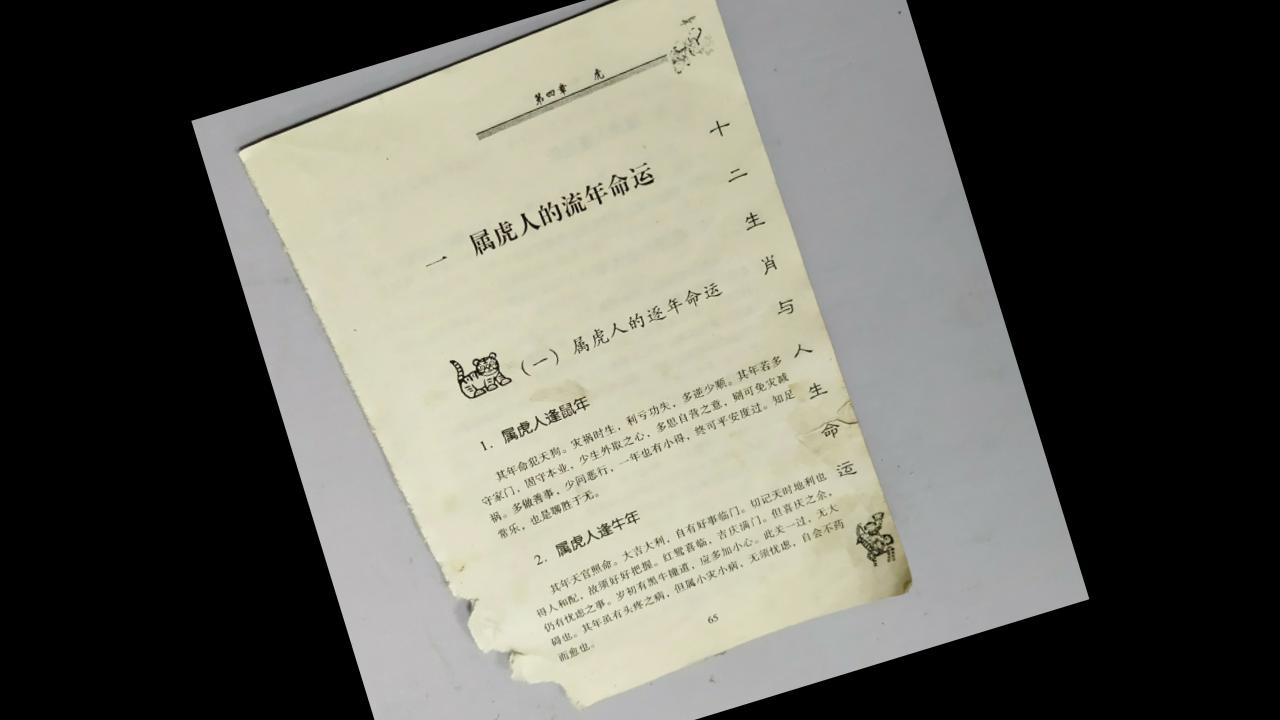 第四章 虎
一 属虎人的流年命运
（一）属虎人的逐年命运
1. 属虎人逢鼠年
其年命犯天狗。灾祸时生，利亏功失，多逆少顺。其年若多
守家门，固守本业，少生外取之心，多思自营之意，则可免灾减
祸。多做善事，少问恶行，一年也有小得，终可平安度过。知足
常乐，也是聊胜于无。
2. 属虎人逢牛年
其年天官照命。大吉大利，自有好事临门。切记天时地利也
得人和配，故须好好把握。红鸾喜临，吉庆满门。但喜庆之余，
仍有忧虑之事。岁初有黑牛撞道，应多加小心。此关一过，无大
碍也。其年虽有头疼之病，但属小灾小病，无须忧虑，自会不药
而愈也。
65
十二生肖与人生命运